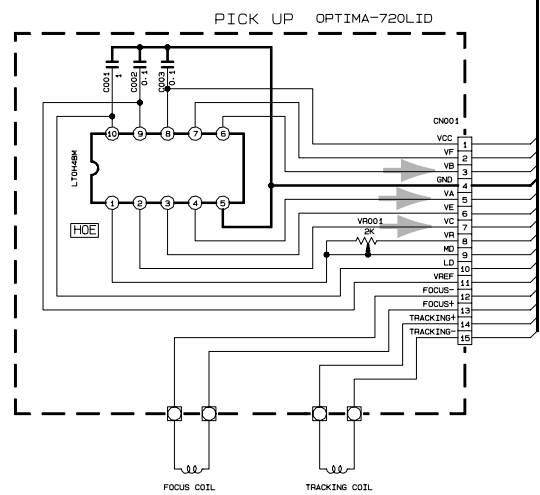 PICK UP OPTIMA-720LID
C001
1
C002
0.1
C003
0.1
10 9 8 7 6
LT0H48M
1 2 3 4 5
HOE
VR001
2K
CN001
VCC 1
VF 2
VB 3
GND 4
VA 5
VE 6
VC 7
VR 8
MD 9
LD 10
VREF 11
FOCUS- 12
FOCUS+ 13
TRACKING+ 14
TRACKING- 15
FOCUS COIL
TRACKING COIL